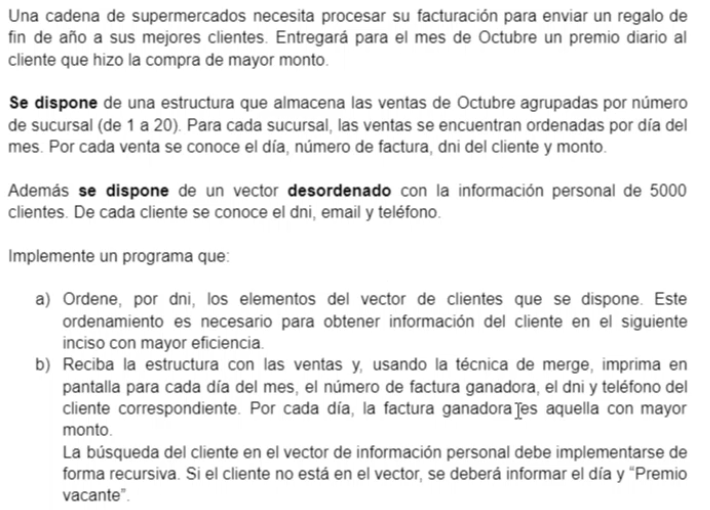 Una cadena de supermercados necesita procesar su facturación para enviar un regalo de
fin de año a sus mejores clientes. Entregará para el mes de Octubre un premio diario al
cliente que hizo la compra de mayor monto.
Se dispone de una estructura que almacena las ventas de Octubre agrupadas por número
de sucursal (de 1 a 20). Para cada sucursal, las ventas se encuentran ordenadas por día del
mes. Por cada venta se conoce el día, número de factura, dni del cliente y monto.
Además se dispone de un vector desordenado con la información personal de 5000
clientes. De cada cliente se conoce el dni, email y teléfono.
Implemente un programa que:
a) Ordene, por dni, los elementos del vector de clientes que se dispone. Este
ordenamiento es necesario para obtener información del cliente en el siguiente
inciso con mayor eficiencia.
b) Reciba la estructura con las ventas y, usando la técnica de merge, imprima en
pantalla para cada día del mes, el número de factura ganadora, el dni y teléfono del
cliente correspondiente. Por cada día, la factura ganadora es aquella con mayor
monto.
La búsqueda del cliente en el vector de información personal debe implementarse de
forma recursiva. Si el cliente no está en el vector, se deberá informar el día y “Premio
vacante”.